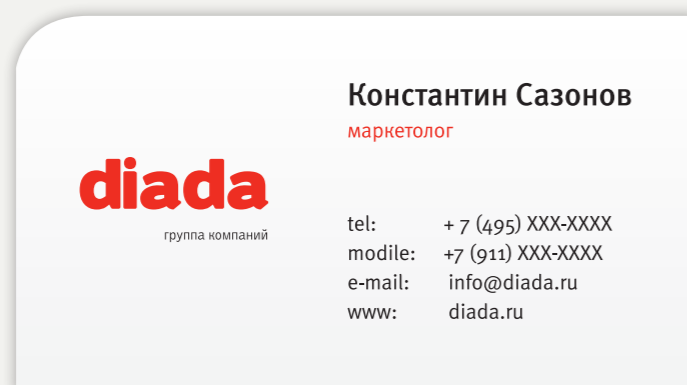 Константин Сазонов
маркетолог
diada
группа компаний
tel: + 7 (495) XXX-XXXX
modile: +7 (911) XXX-XXXX
e-mail: info@diada.ru
www: diada.ru